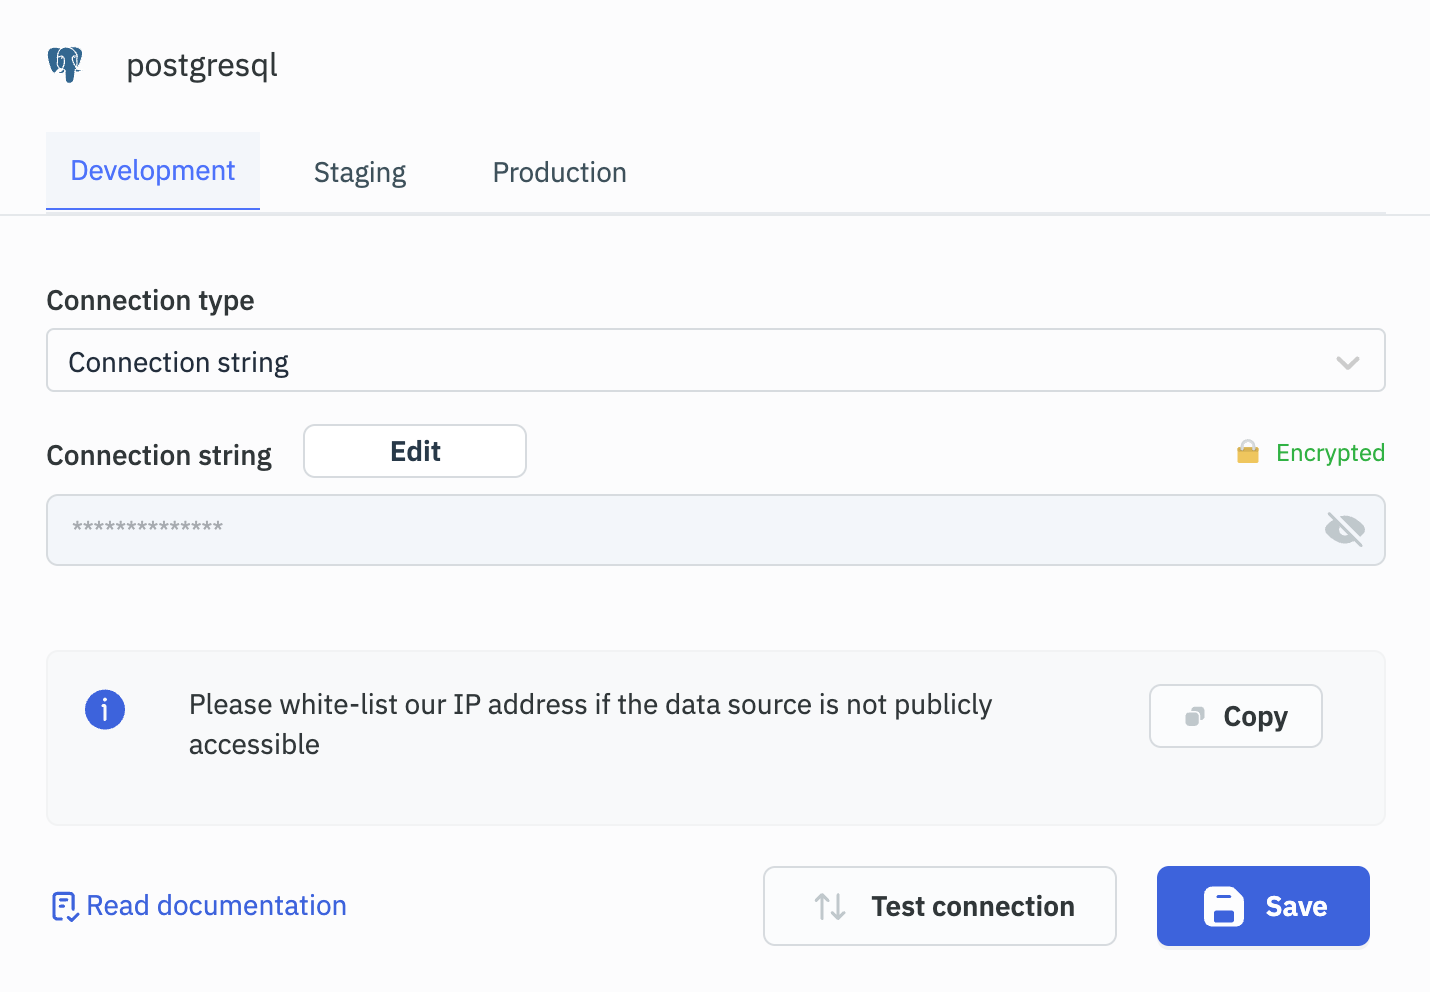 postgresql
Development
Staging
Production
Connection type
Connection string
Connection string
Edit
Encrypted
**************
Please white-list our IP address if the data source is not publicly
accessible
Copy
Read documentation
Test connection
Save